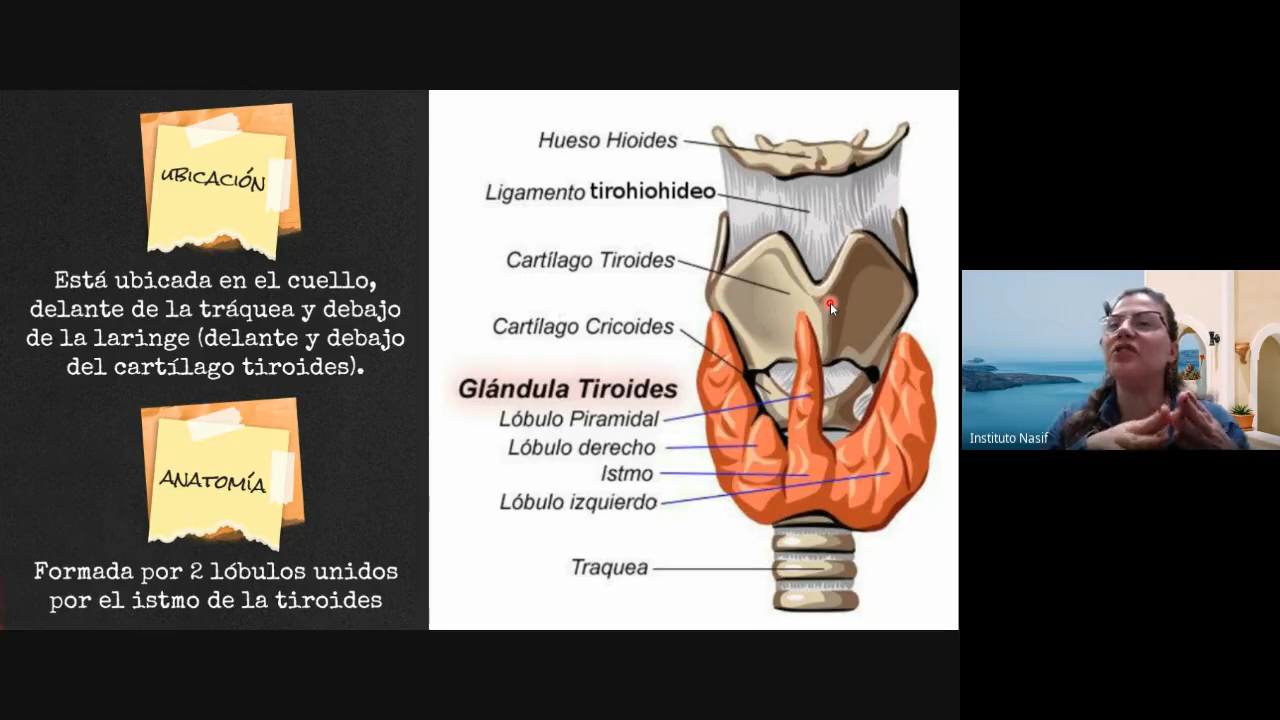 UBICACIÓN
Está ubicada en el cuello,
delante de la tráquea y debajo
de la laringe (delante y debajo
del cartílago tiroides).
ANATOMÍA
Formada por 2 lóbulos unidos
por el istmo de la tiroides
Hueso Hioides
Ligamento tirohiohideo
Cartílago Tiroides
Cartílago Cricoides
Glándula Tiroides
Lóbulo Piramidal
Lóbulo derecho
Istmo
Lóbulo izquierdo
Traquea
Instituto Nasif